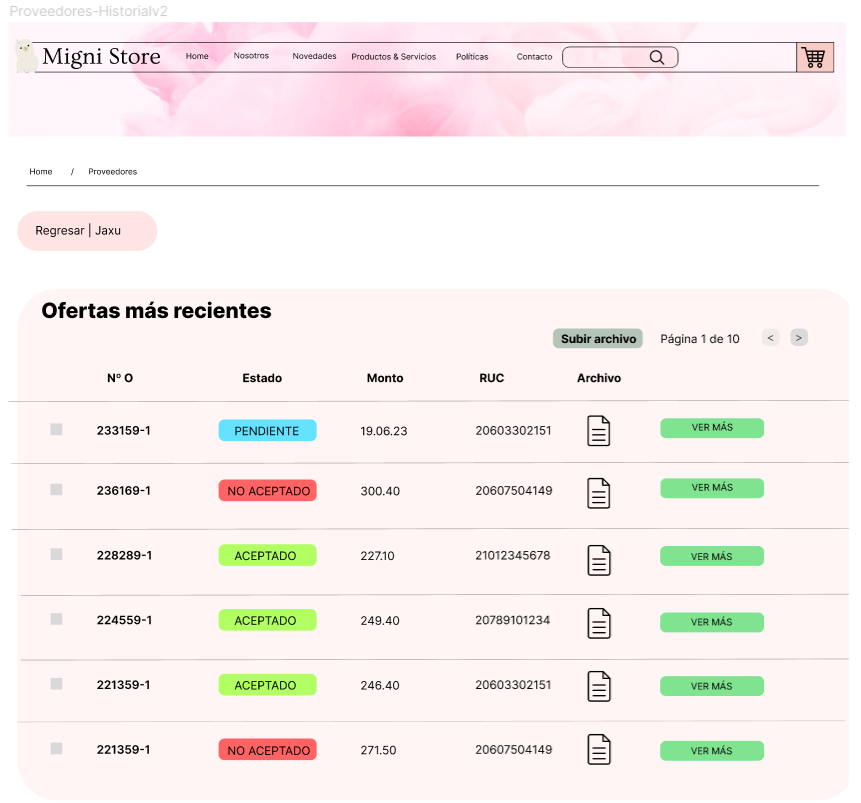 Proveedores-Historialv2
Migni Store Home Nosotros Novedades Productos & Servicios Políticas Contacto
Home / Proveedores
Regresar | Jaxu
Ofertas más recientes
Subir archivo Página 1 de 10 < >
Nº O Estado Monto RUC Archivo
233159-1 PENDIENTE 19.06.23 20603302151 VER MÁS
236169-1 NO ACEPTADO 300.40 20607504149 VER MÁS
228289-1 ACEPTADO 227.10 21012345678 VER MÁS
224559-1 ACEPTADO 249.40 20789101234 VER MÁS
221359-1 ACEPTADO 246.40 20603302151 VER MÁS
221359-1 NO ACEPTADO 271.50 20607504149 VER MÁS